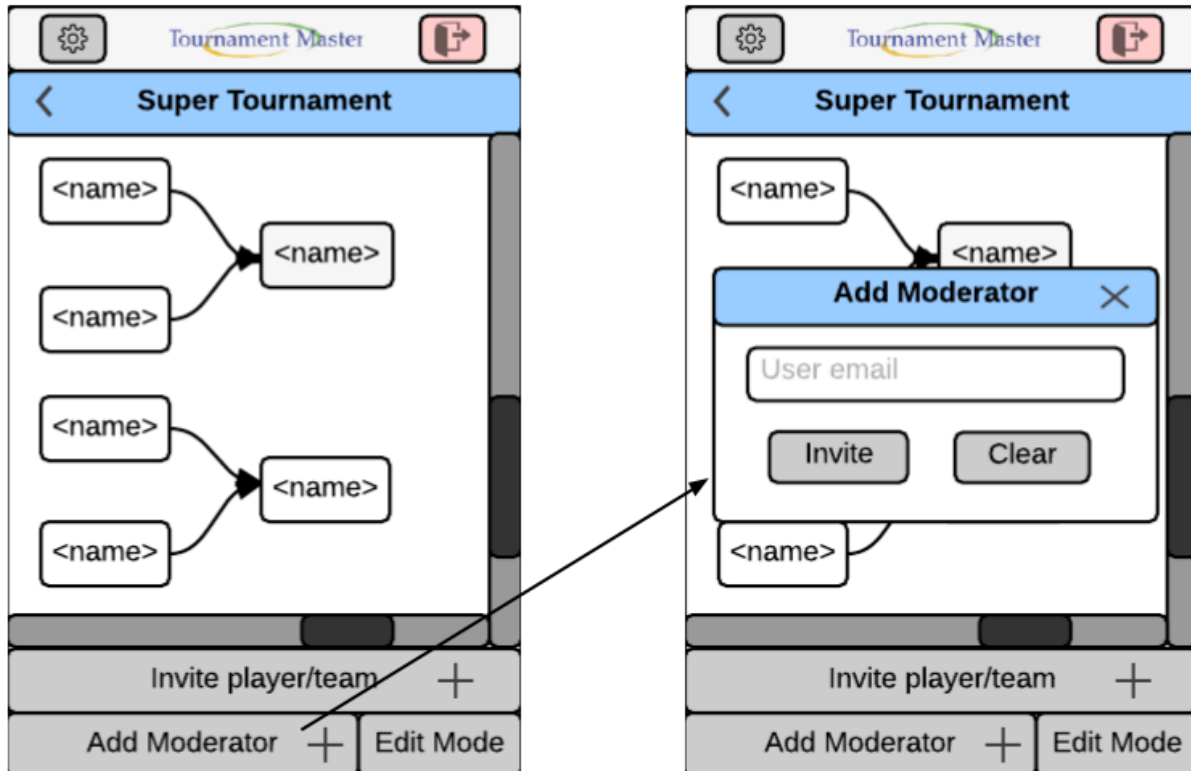 Tournament Master
Super Tournament
<name>
<name>
<name>
<name>
<name>
<name>
Invite player/team
Add Moderator
Edit Mode
Tournament Master
Super Tournament
<name>
<name>
Add Moderator
User email
Invite
Clear
<name>
Invite player/team
Add Moderator
Edit Mode